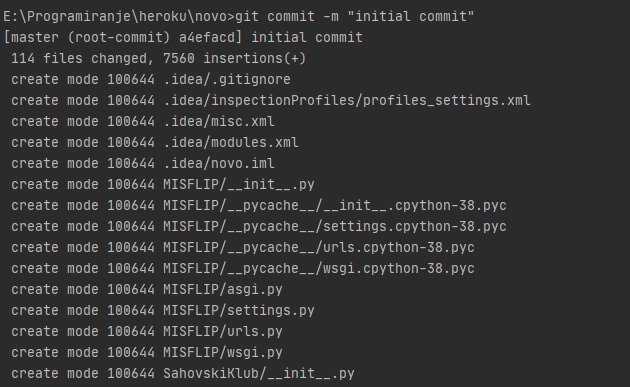 E:\Programiranje\heroku\novo>git commit -m "initial commit"
[master (root-commit) a4efacd] initial commit
 114 files changed, 7560 insertions(+)
 create mode 100644 .idea/.gitignore
 create mode 100644 .idea/inspectionProfiles/profiles_settings.xml
 create mode 100644 .idea/misc.xml
 create mode 100644 .idea/modules.xml
 create mode 100644 .idea/novo.iml
 create mode 100644 MISFLIP/__init__.py
 create mode 100644 MISFLIP/__pycache__/__init__.cpython-38.pyc
 create mode 100644 MISFLIP/__pycache__/settings.cpython-38.pyc
 create mode 100644 MISFLIP/__pycache__/urls.cpython-38.pyc
 create mode 100644 MISFLIP/__pycache__/wsgi.cpython-38.pyc
 create mode 100644 MISFLIP/asgi.py
 create mode 100644 MISFLIP/settings.py
 create mode 100644 MISFLIP/urls.py
 create mode 100644 MISFLIP/wsgi.py
 create mode 100644 SahovskiKlub/__init__.py